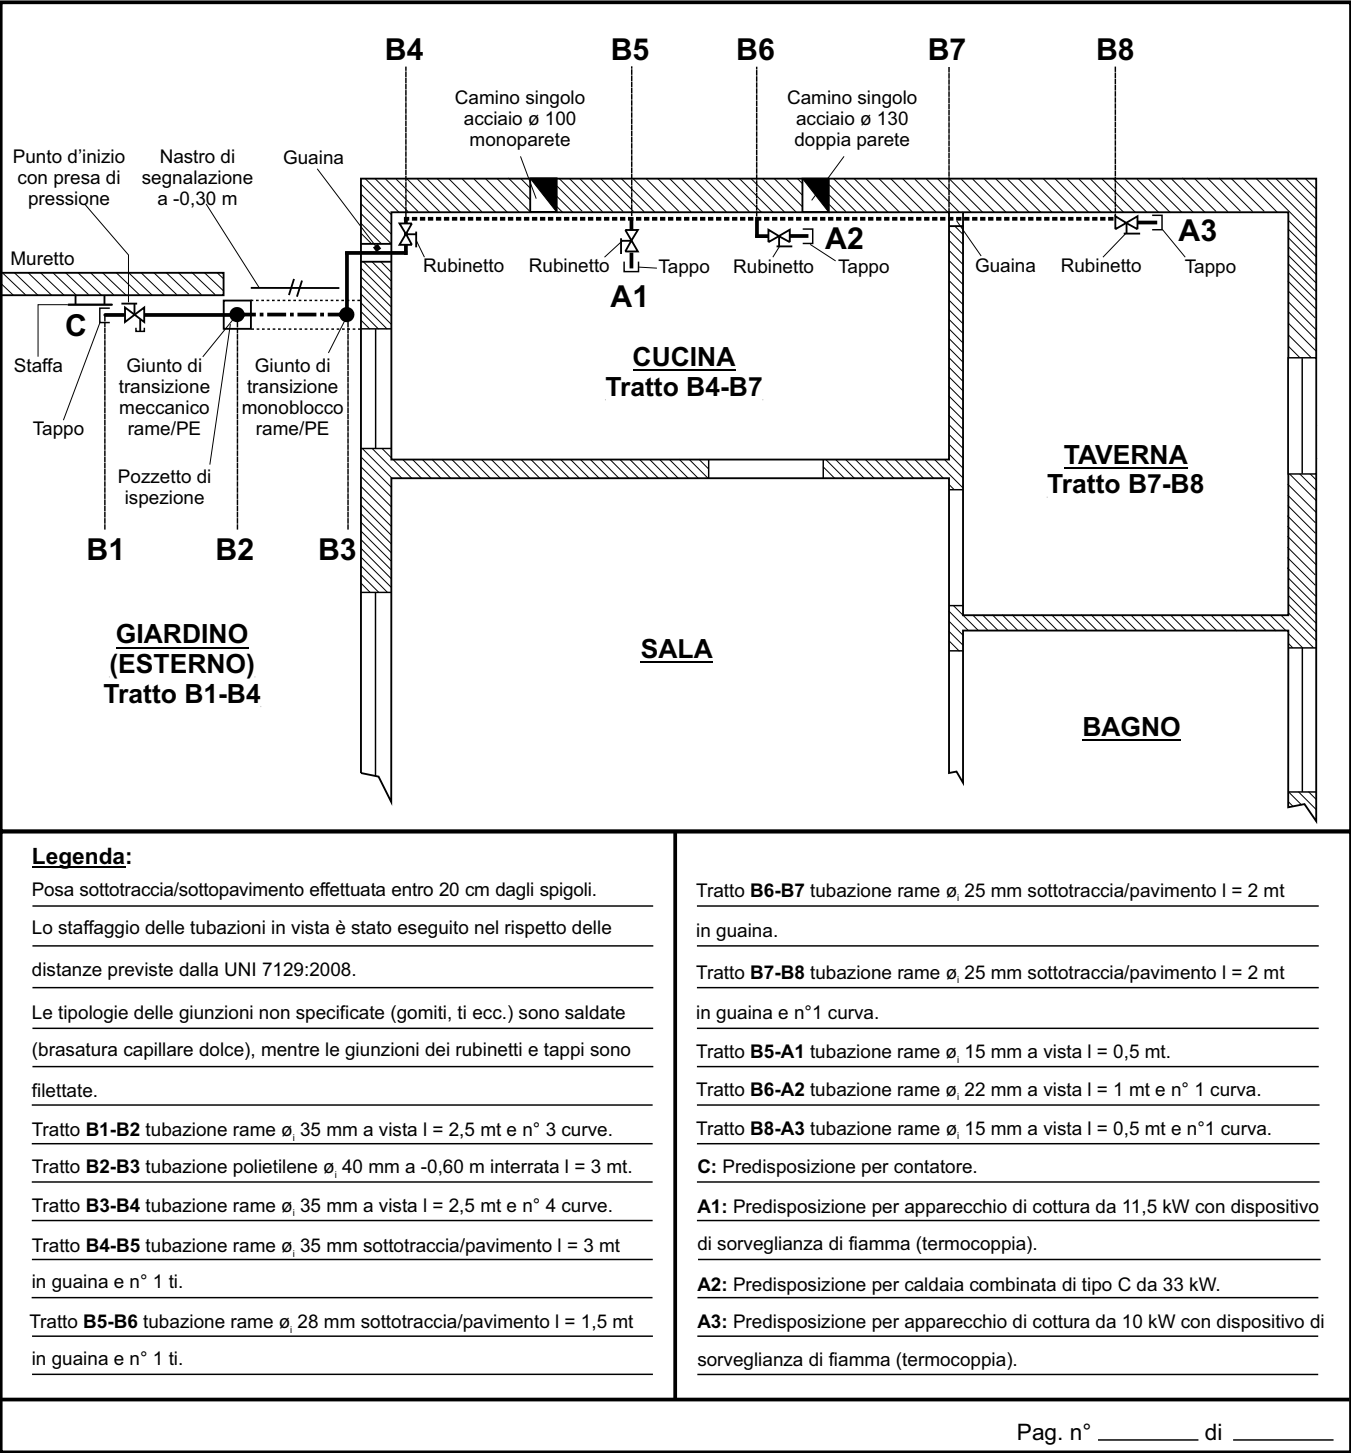 B4
B5
B6
B7
B8
Camino singolo
acciaio ø 100
monoparete
Camino singolo
acciaio ø 130
doppia parete
Punto d'inizio
con presa di
pressione
Nastro di
segnalazione
a -0,30 m
Guaina
Muretto
Rubinetto
Rubinetto
Tappo
A1
Rubinetto
A2
Tappo
Guaina
Rubinetto
A3
Tappo
C
Staffa
Tappo
Giunto di
transizione
meccanico
rame/PE
Giunto di
transizione
monoblocco
rame/PE
Pozzetto di
ispezione
B1
B2
B3
CUCINA
Tratto B4-B7
TAVERNA
Tratto B7-B8
GIARDINO
(ESTERNO)
Tratto B1-B4
SALA
BAGNO
Legenda:
Posa sottotraccia/sottopavimento effettuata entro 20 cm dagli spigoli.
Lo staffaggio delle tubazioni in vista è stato eseguito nel rispetto delle
distanze previste dalla UNI 7129:2008.
Le tipologie delle giunzioni non specificate (gomiti, ti ecc.) sono saldate
(brasatura capillare dolce), mentre le giunzioni dei rubinetti e tappi sono
filettate.
Tratto B1-B2 tubazione rame øi 35 mm a vista l = 2,5 mt e n° 3 curve.
Tratto B2-B3 tubazione polietilene øi 40 mm a -0,60 m interrata l = 3 mt.
Tratto B3-B4 tubazione rame øi 35 mm a vista l = 2,5 mt e n° 4 curve.
Tratto B4-B5 tubazione rame øi 35 mm sottotraccia/pavimento l = 3 mt
in guaina e n° 1 ti.
Tratto B5-B6 tubazione rame øi 28 mm sottotraccia/pavimento l = 1,5 mt
in guaina e n° 1 ti.
Tratto B6-B7 tubazione rame øi 25 mm sottotraccia/pavimento l = 2 mt
in guaina.
Tratto B7-B8 tubazione rame øi 25 mm sottotraccia/pavimento l = 2 mt
in guaina e n°1 curva.
Tratto B5-A1 tubazione rame øi 15 mm a vista l = 0,5 mt.
Tratto B6-A2 tubazione rame øi 22 mm a vista l = 1 mt e n° 1 curva.
Tratto B8-A3 tubazione rame øi 15 mm a vista l = 0,5 mt e n°1 curva.
C: Predisposizione per contatore.
A1: Predisposizione per apparecchio di cottura da 11,5 kW con dispositivo
di sorveglianza di fiamma (termocoppia).
A2: Predisposizione per caldaia combinata di tipo C da 33 kW.
A3: Predisposizione per apparecchio di cottura da 10 kW con dispositivo di
sorveglianza di fiamma (termocoppia).
Pag. n° ________ di ________